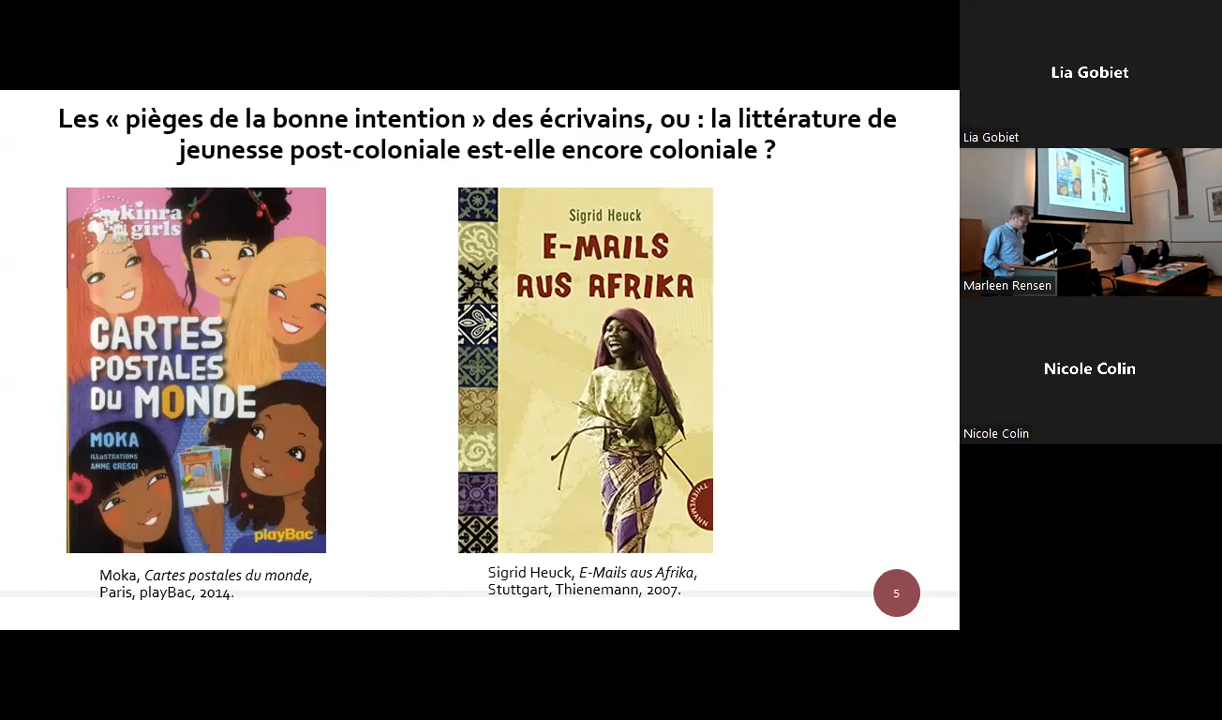 Les « pièges de la bonne intention » des écrivains, ou : la littérature de
jeunesse post-coloniale est-elle encore coloniale ?
kinra
girls
CARTES
POSTALES
DU MONDE
MOKA
ILLUSTRATIONS
ANNE CRESCI
playBac
Moka, Cartes postales du monde,
Paris, playBac, 2014.
Sigrid Heuck
E-MAILS
AUS AFRIKA
THIENEMANN
Sigrid Heuck, E-Mails aus Afrika,
Stuttgart, Thienemann, 2007.
5
Lia Gobiet
Lia Gobiet
Marleen Rensen
Nicole Colin
Nicole Colin